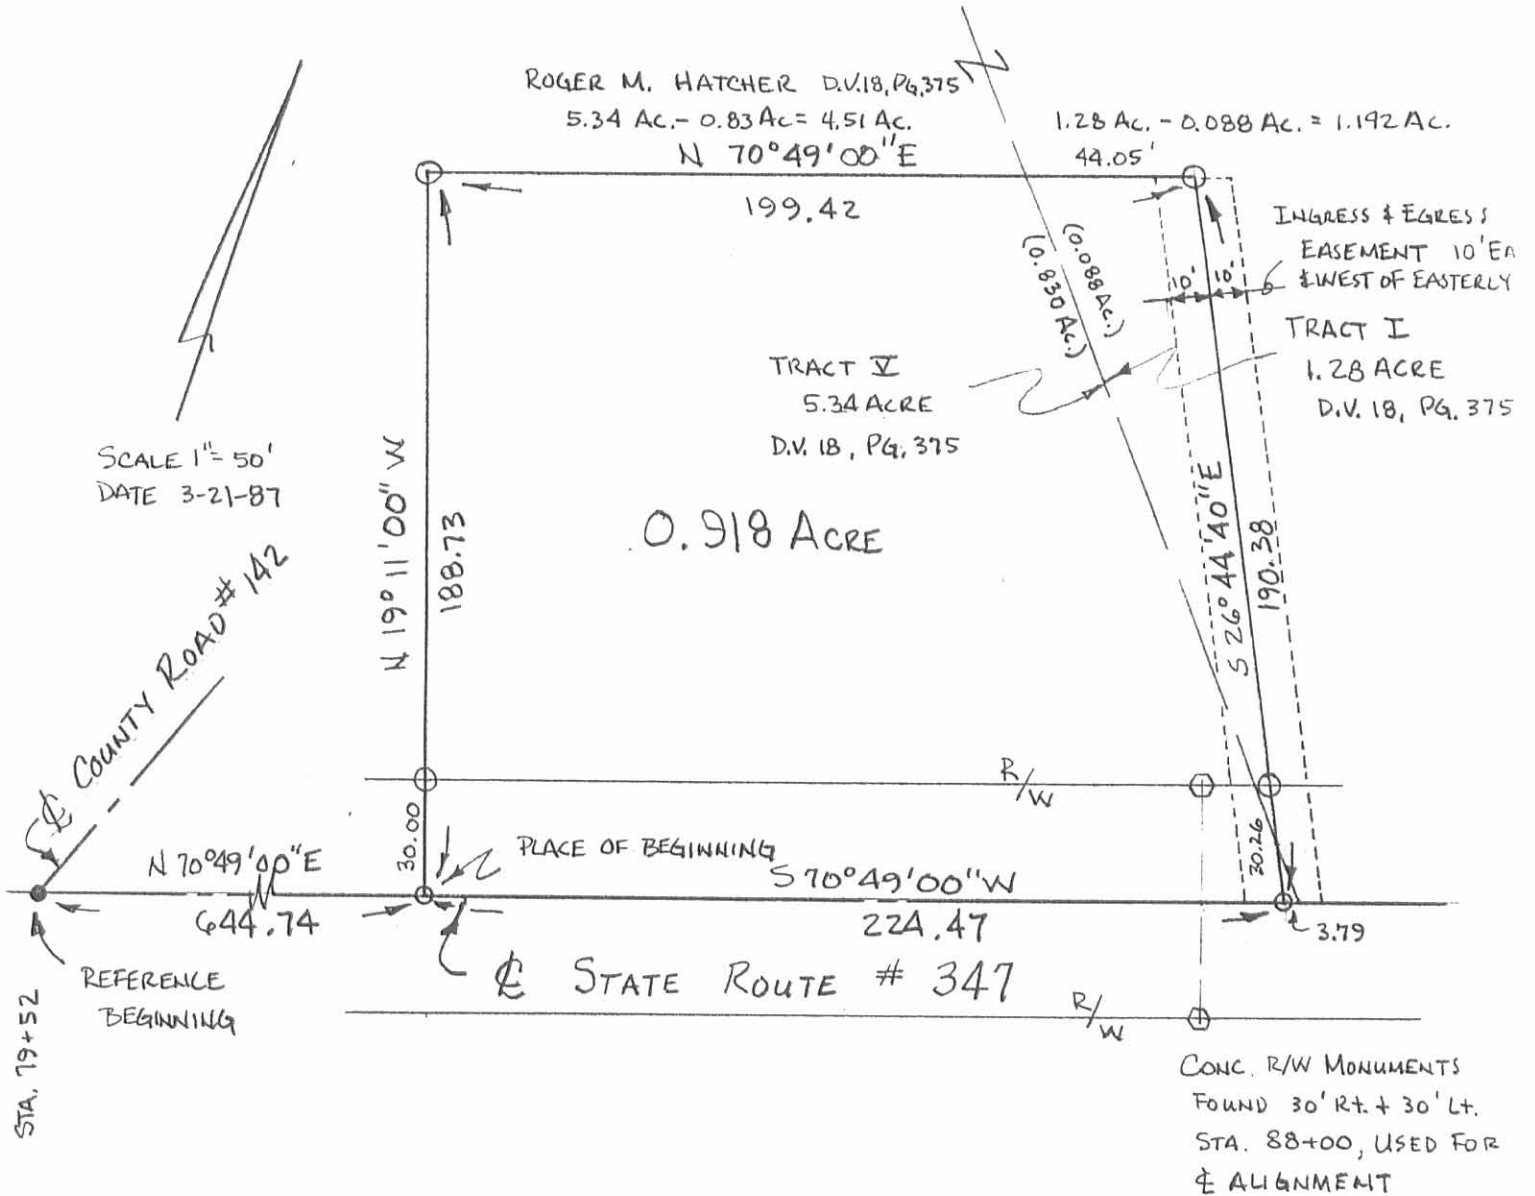 ROGER M. HATCHER D.V.18, PG.375
5.34 AC.- 0.83 AC = 4.51 AC.
1.28 AC. - 0.088 AC. = 1.192 AC.
N 70°49'00"E
44.05'
199.42
INGRESS & EGRESS
EASEMENT 10' EA
& WEST OF EASTERLY
10' 10'
(0.088 AC.)
(0.830 AC.)
TRACT I
1.28 ACRE
D.V. 18, PG. 375
TRACT V
5.34 ACRE
D.V. 18, PG, 375
SCALE 1"= 50'
DATE 3-21-87
N 19° 11' 00" W
188.73
0.918 ACRE
S 26° 44' 40" E
190.38
℄ COUNTY ROAD # 142
R/W
30.00
30.26
PLACE OF BEGINNING
N 70°49'00"E
S 70°49'00"W
644.74
224.47
3.79
℄ STATE ROUTE # 347
REFERENCE
BEGINNING
STA. 79+52
R/W
CONC. R/W MONUMENTS
FOUND 30' Rt. + 30' Lt.
STA. 88+00, USED FOR
℄ ALIGNMENT